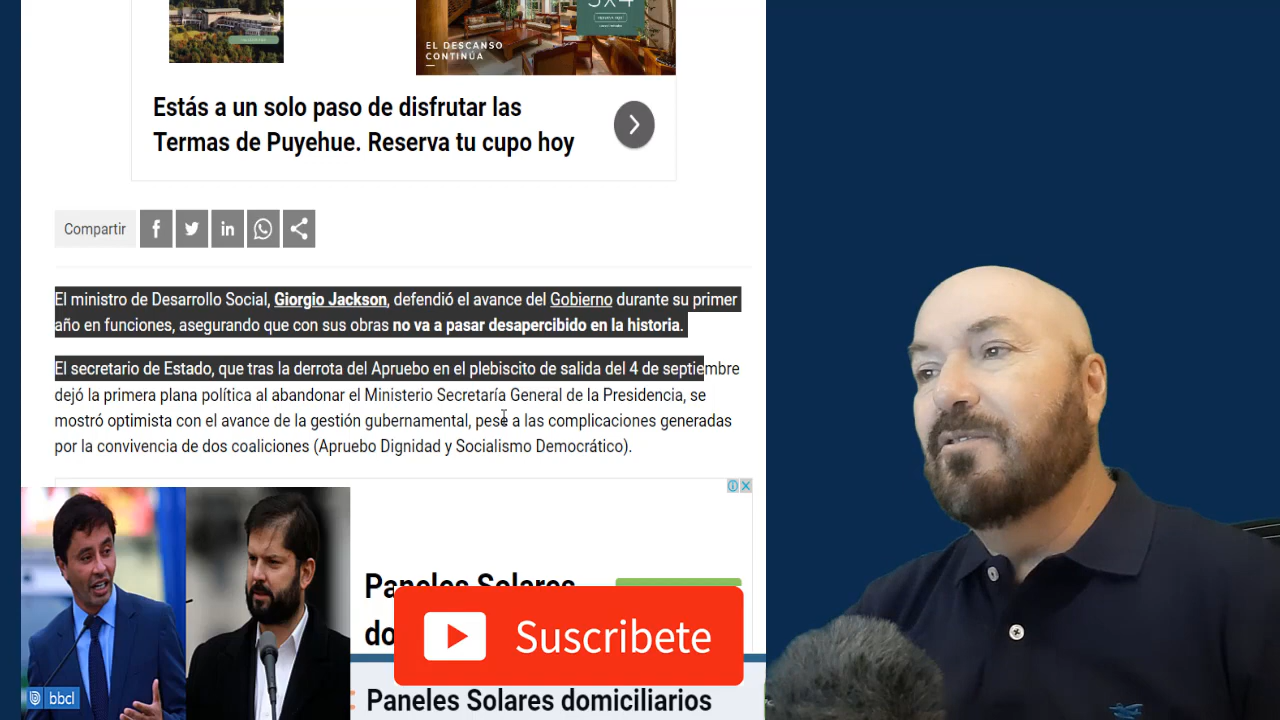 EL DESCANSO
CONTINÚA
Estás a un solo paso de disfrutar las
Termas de Puyehue. Reserva tu cupo hoy
Compartir
El ministro de Desarrollo Social, Giorgio Jackson, defendió el avance del Gobierno durante su primer
año en funciones, asegurando que con sus obras no va a pasar desapercibido en la historia.
El secretario de Estado, que tras la derrota del Apruebo en el plebiscito de salida del 4 de septiembre
dejó la primera plana política al abandonar el Ministerio Secretaría General de la Presidencia, se
mostró optimista con el avance de la gestión gubernamental, pese a las complicaciones generadas
por la convivencia de dos coaliciones (Apruebo Dignidad y Socialismo Democrático).
Paneles Solares
do
Suscribete
Paneles Solares domiciliarios
bbcl